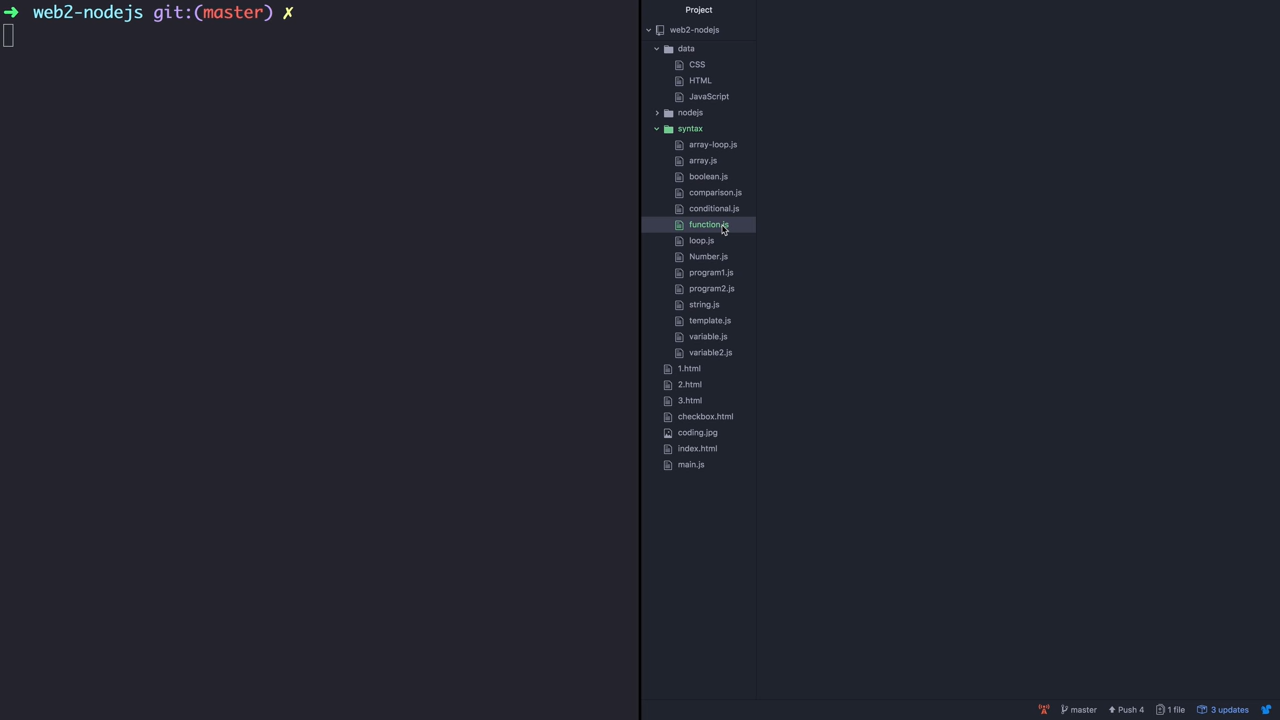 ➜ web2-nodejs git:(master) ✗
Project
web2-nodejs
data
CSS
HTML
JavaScript
nodejs
syntax
array-loop.js
array.js
boolean.js
comparison.js
conditional.js
function.js
loop.js
Number.js
program1.js
program2.js
string.js
template.js
variable.js
variable2.js
1.html
2.html
3.html
checkbox.html
coding.jpg
index.html
main.js
master Push 4 1 file 3 updates